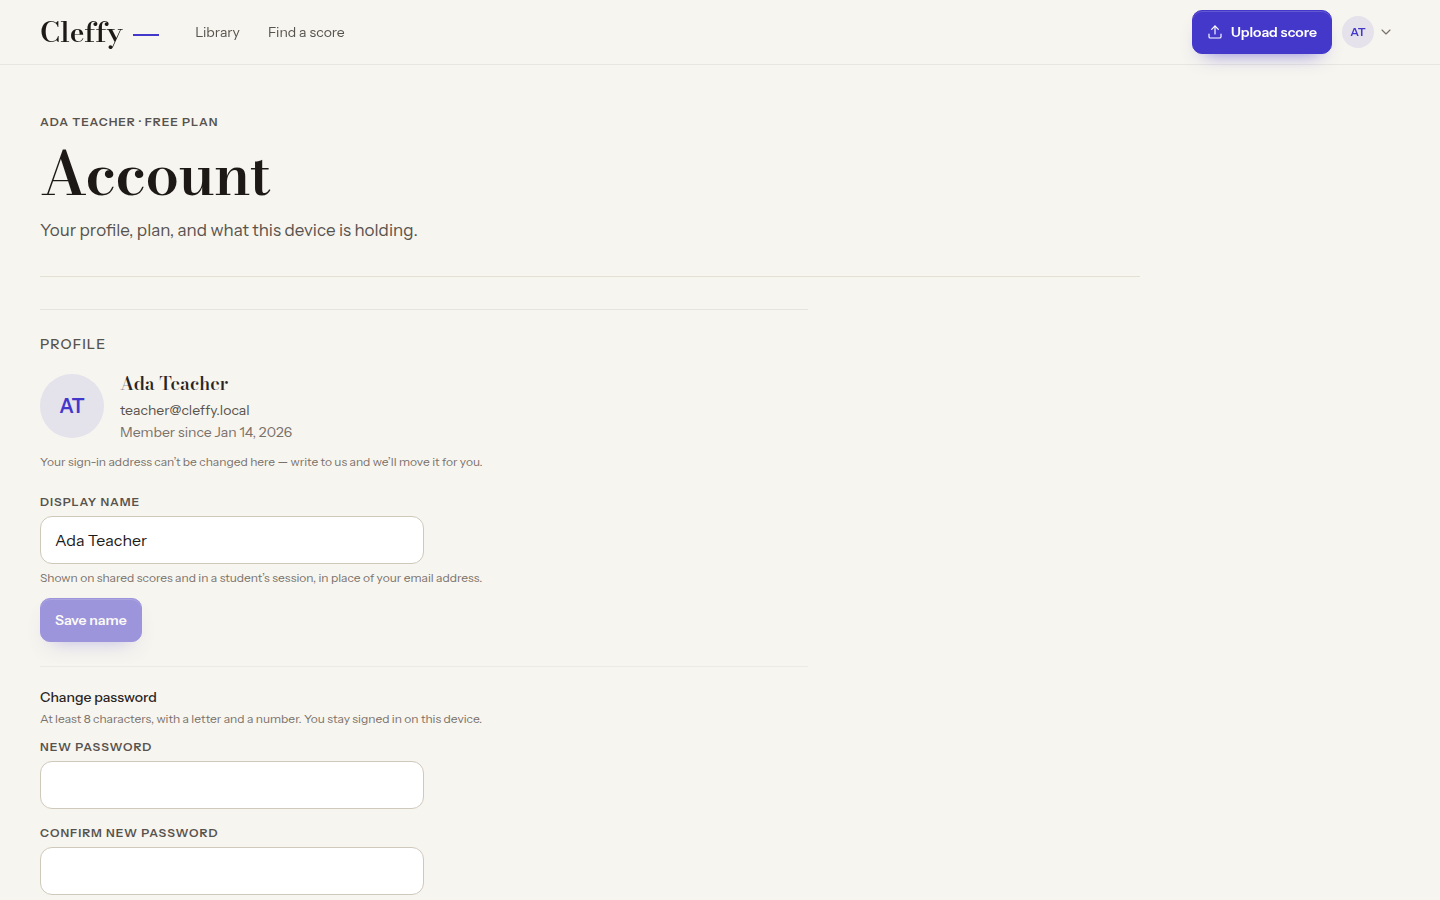 Cleffy
Library
Find a score
Upload score
AT
ADA TEACHER · FREE PLAN
Account
Your profile, plan, and what this device is holding.
PROFILE
AT
Ada Teacher
teacher@cleffy.local
Member since Jan 14, 2026
Your sign-in address can’t be changed here — write to us and we’ll move it for you.
DISPLAY NAME
Ada Teacher
Shown on shared scores and in a student’s session, in place of your email address.
Save name
Change password
At least 8 characters, with a letter and a number. You stay signed in on this device.
NEW PASSWORD
CONFIRM NEW PASSWORD